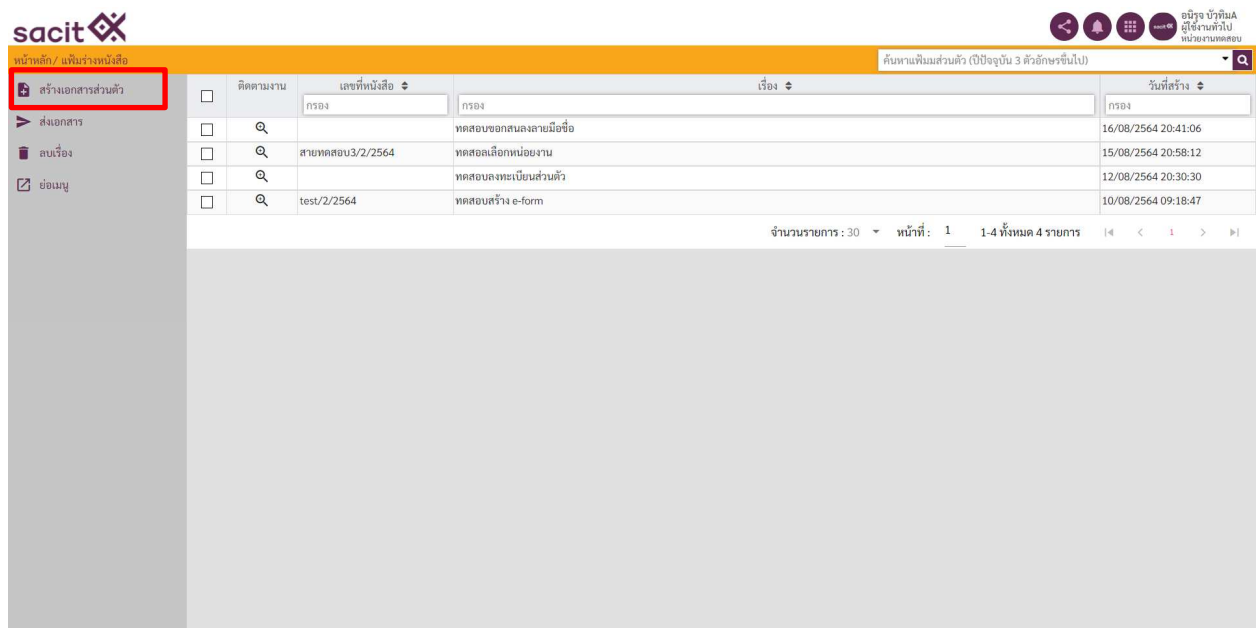 sacit
อนิรุจ บัวทิมA
ผู้ใช้งานทั่วไป
หน่วยงานทดสอบ
หน้าหลัก/ แฟ้มร่างหนังสือ
ค้นหาแฟ้มมส่วนตัว (ปีปัจจุบัน 3 ตัวอักษรขึ้นไป)
สร้างเอกสารส่วนตัว
ส่งเอกสาร
ลบเรื่อง
ย่อเมนู
ติดตามงาน เลขที่หนังสือ เรื่อง วันที่สร้าง
กรอง กรอง กรอง
ทดสอบขอกสนลงลายมือชื่อ 16/08/2564 20:41:06
สายทดสอบ3/2/2564 ทดสอลเลือกหน่อยงาน 15/08/2564 20:58:12
ทดสอบลงทะเบียนส่วนตัว 12/08/2564 20:30:30
test/2/2564 ทดสอบสร้าง e-form 10/08/2564 09:18:47
จำนวนรายการ : 30 หน้าที่ : 1 1-4 ทั้งหมด 4 รายการ 1